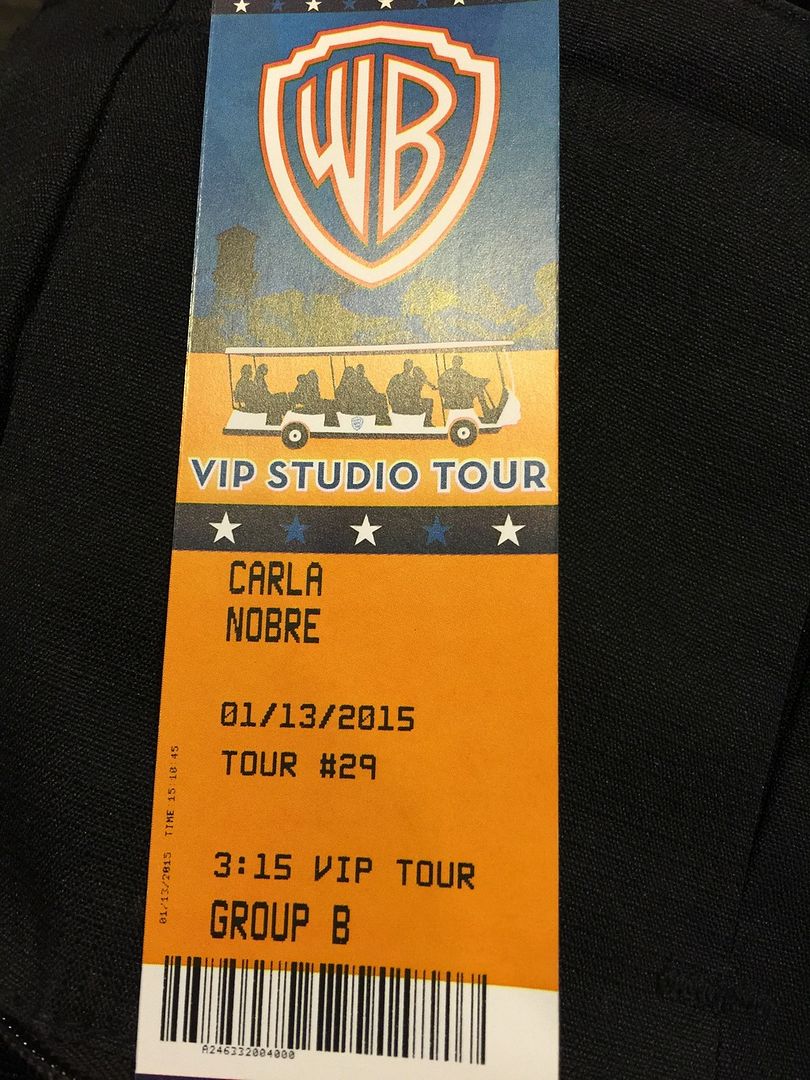 WB
VIP STUDIO TOUR
CARLA
NOBRE
01/13/2015
TOUR #29
01/13/2015 TIME 15:10:45
3:15 VIP TOUR
GROUP B
A246332004000